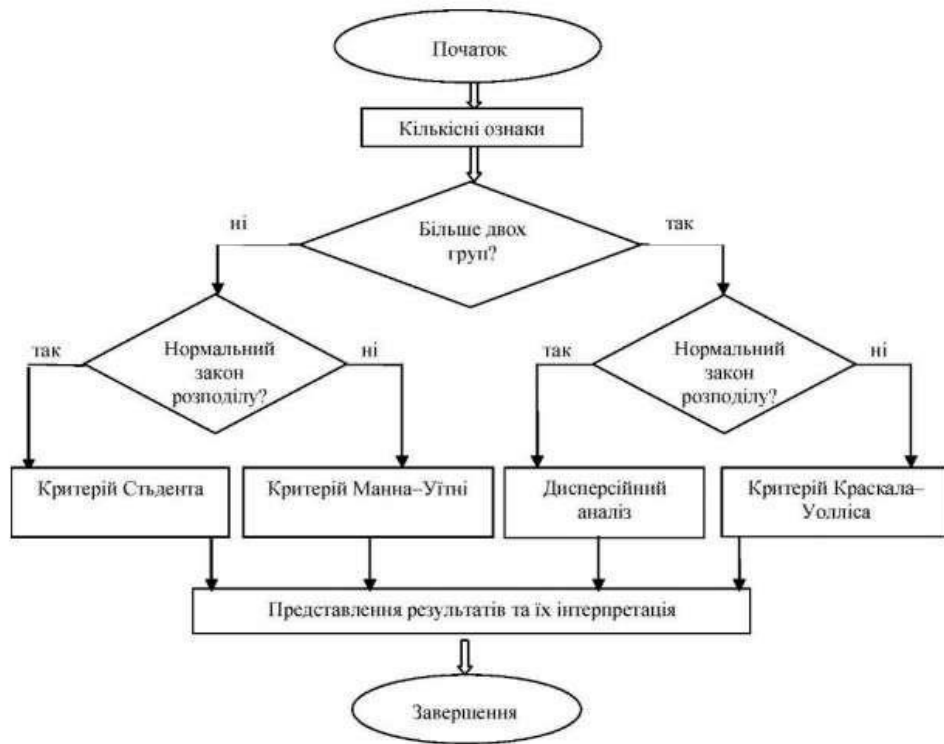 Початок
Кількісні ознаки
ні
Більше двох
груп?
так
так
Нормальний
закон
розподілу?
ні
так
Нормальний
закон
розподілу?
ні
Критерій Стьдента
Критерій Манна–Уїтні
Дисперсійний
аналіз
Критерій Краскала–
Уолліса
Представлення результатів та їх інтерпретація
Завершення